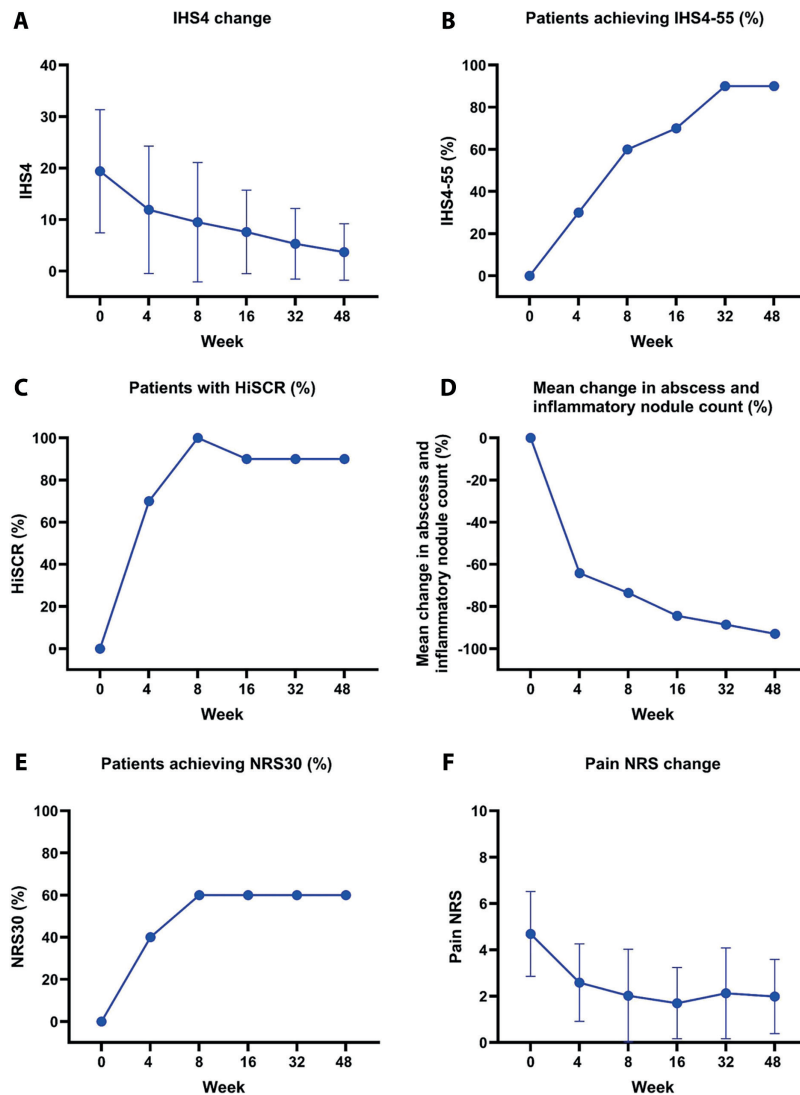 A
IHS4 change
IHS4
40
30
20
10
0
0 4 8 16 32 48
Week
B
Patients achieving IHS4-55 (%)
IHS4-55 (%)
100
80
60
40
20
0
0 4 8 16 32 48
Week
C
Patients with HiSCR (%)
HiSCR (%)
100
80
60
40
20
0
0 4 8 16 32 48
Week
D
Mean change in abscess and
inflammatory nodule count (%)
Mean change in abscess and
inflammatory nodule count (%)
0
-20
-40
-60
-80
-100
0 4 8 16 32 48
Week
E
Patients achieving NRS30 (%)
NRS30 (%)
100
80
60
40
20
0
0 4 8 16 32 48
Week
F
Pain NRS change
Pain NRS
10
8
6
4
2
0
0 4 8 16 32 48
Week